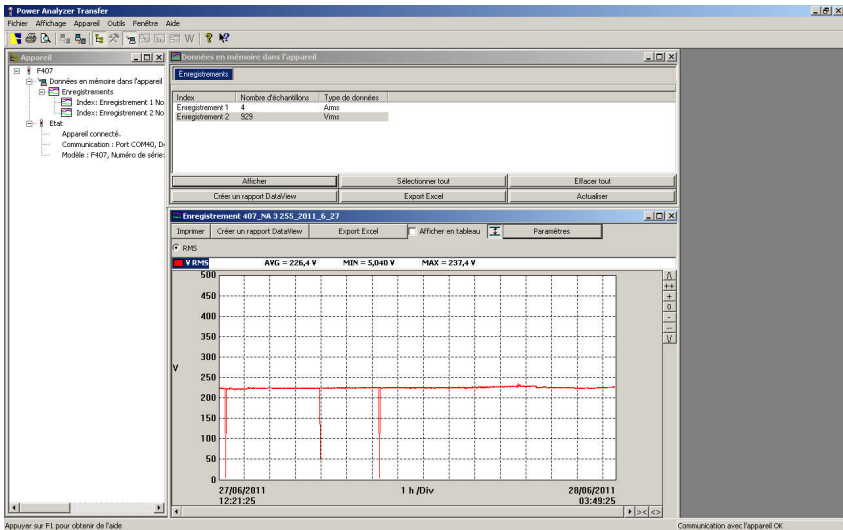 Power Analyzer Transfer
Fichier Affichage Appareil Outils Fenêtre Aide
Appareil
F407
Données en mémoire dans l'appareil
Enregistrements
Index: Enregistrement 1 No
Index: Enregistrement 2 No
Etat
Appareil connecté.
Communication : Port COM40, D
Modèle : F407, Numéro de série:
Données en mémoire dans l'appareil
Enregistrements
Index Nombre d'échantillons Type de données
Enregistrement 1 4 Arms
Enregistrement 2 929 Vrms
Afficher Sélectionner tout Effacer tout
Créer un rapport DataView Export Excel Actualiser
Enregistrement 407_NA 3 255_2011_6_27
Imprimer Créer un rapport DataView Export Excel Afficher en tableau Paramètres
RMS
V RMS AVG = 226,4 V MIN = 5,040 V MAX = 237,4 V
500
450
400
350
300
V
250
200
150
100
50
0
++
+
0
-
--
27/06/2011 1 h /Div 28/06/2011
12:21:25 03:49:25
Appuyer sur F1 pour obtenir de l'aide Communication avec l'appareil OK